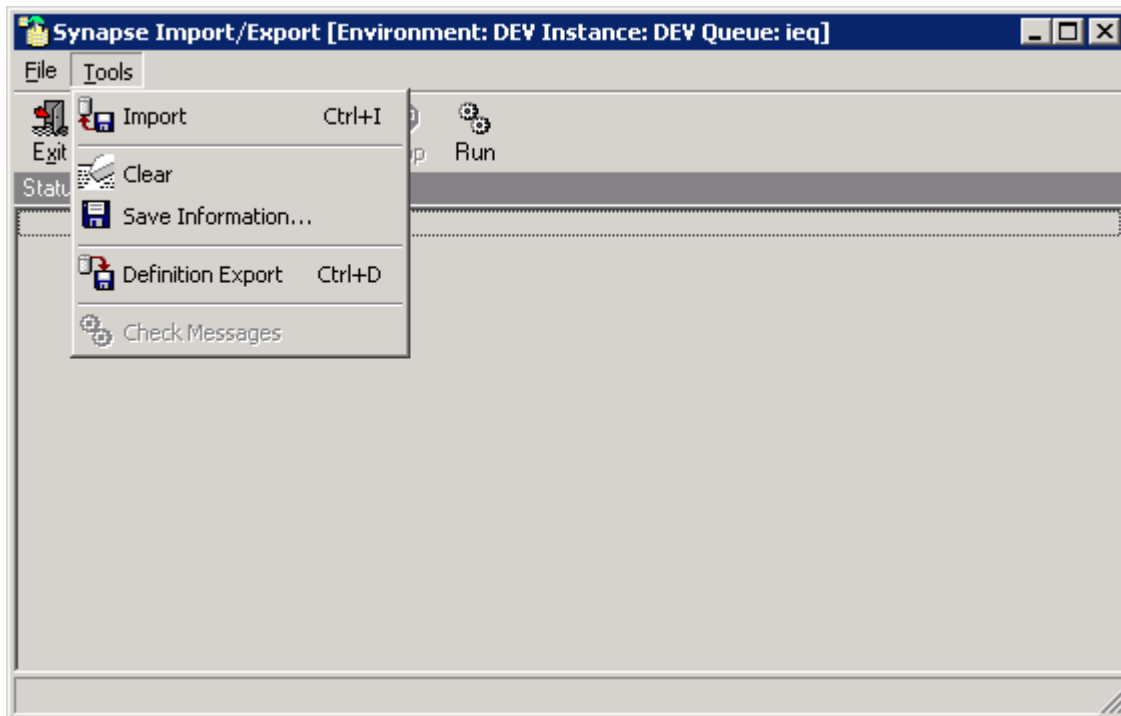 Synapse Import/Export [Environment: DEV Instance: DEV Queue: ieq]
File Tools
Import Ctrl+I
Exit Run
Clear
Save Information...
Definition Export Ctrl+D
Check Messages